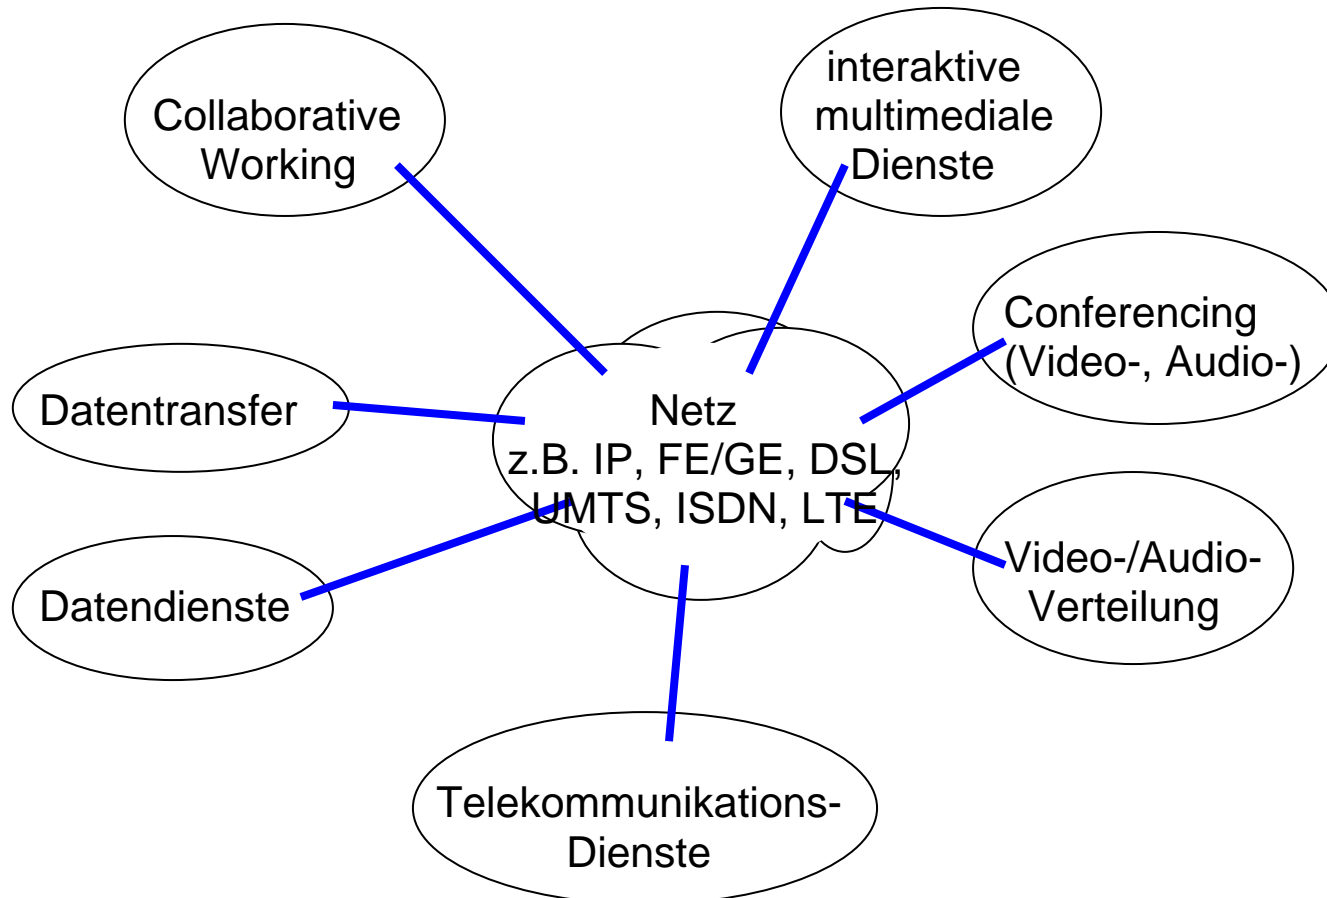 Collaborative
Working
interaktive
multimediale
Dienste
Conferencing
(Video-, Audio-)
Datentransfer
Netz
z.B. IP, FE/GE, DSL,
UMTS, ISDN, LTE
Datendienste
Video-/Audio-
Verteilung
Telekommunikations-
Dienste